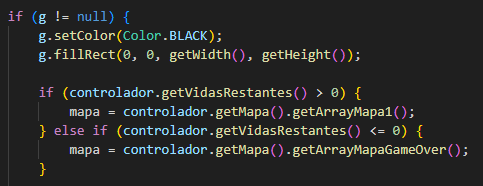 if (g != null) {
    g.setColor(Color.BLACK);
    g.fillRect(0, 0, getWidth(), getHeight());

    if (controlador.getVidasRestantes() > 0) {
        mapa = controlador.getMapa().getArrayMapa1();
    } else if (controlador.getVidasRestantes() <= 0) {
        mapa = controlador.getMapa().getArrayMapaGameOver();
    }